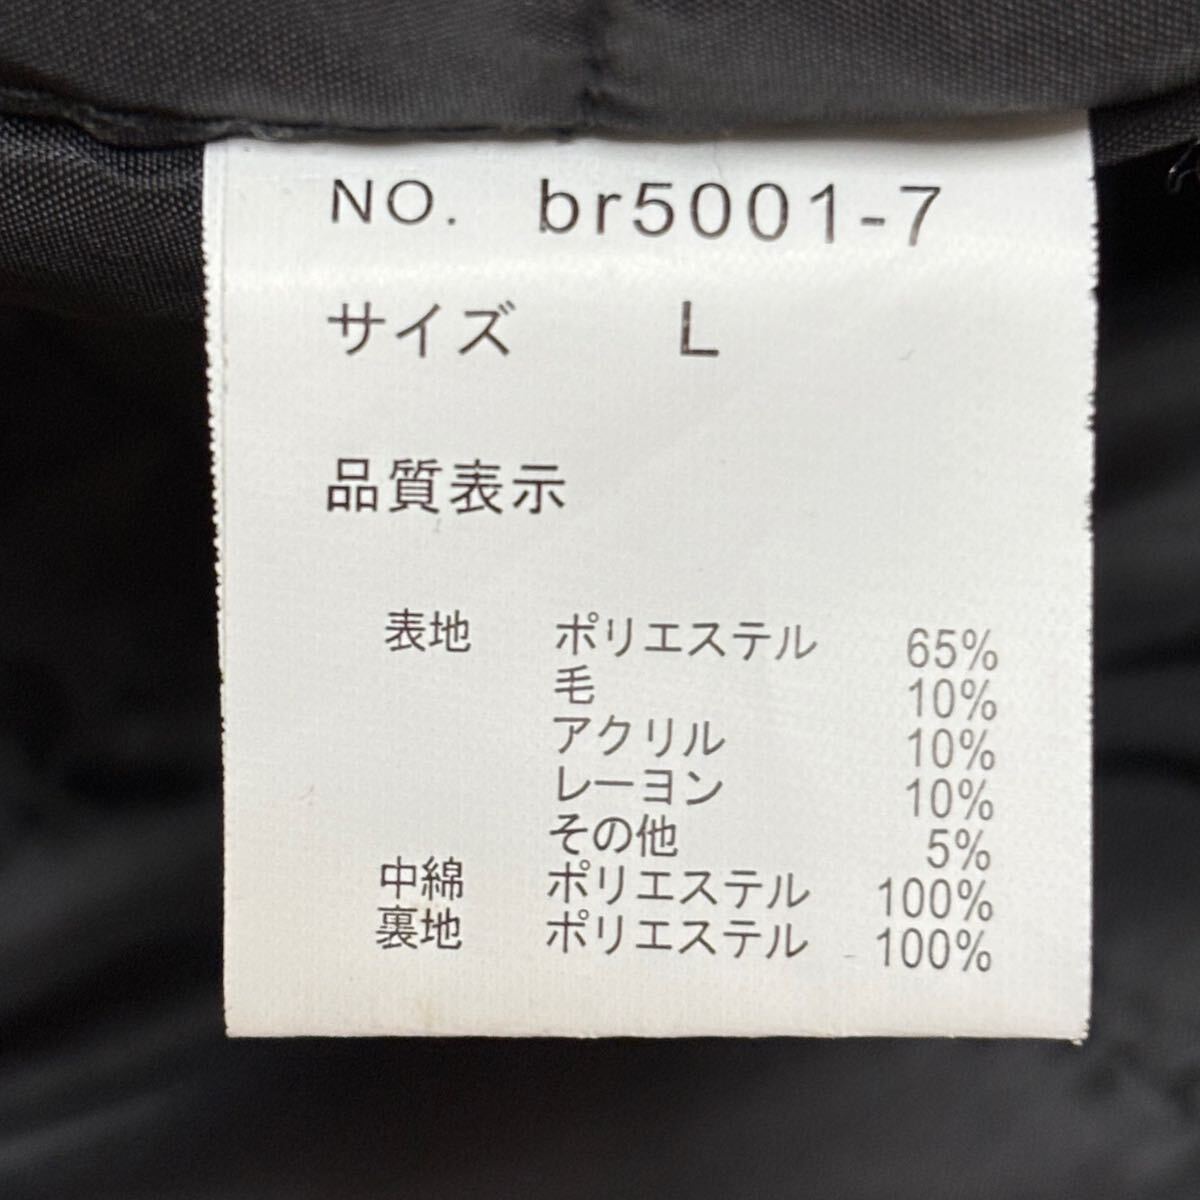 NO. br5001-7
サイズ L
品質表示
表地 ポリエステル 65%
毛 10%
アクリル 10%
レーヨン 10%
その他 5%
中綿 ポリエステル 100%
裏地 ポリエステル 100%